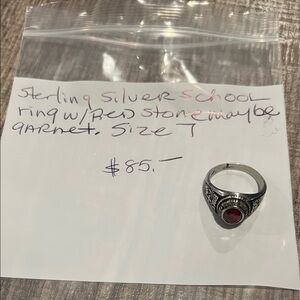 Sterling Silver School
ring w/RED stone maybe
garnet. Size 7
$85.—